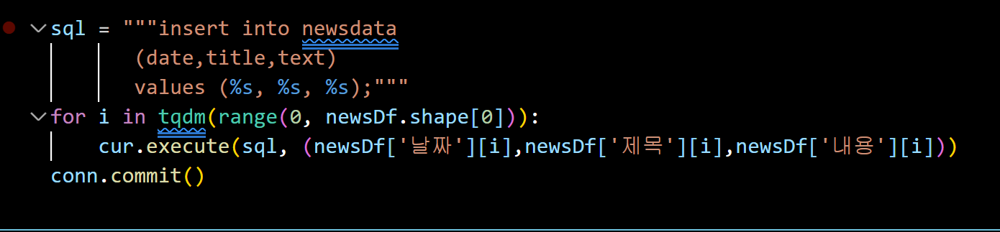 sql = """insert into newsdata
(date,title,text)
values (%s, %s, %s);"""
for i in tqdm(range(0, newsDf.shape[0])):
cur.execute(sql, (newsDf['날짜'][i],newsDf['제목'][i],newsDf['내용'][i]))
conn.commit()